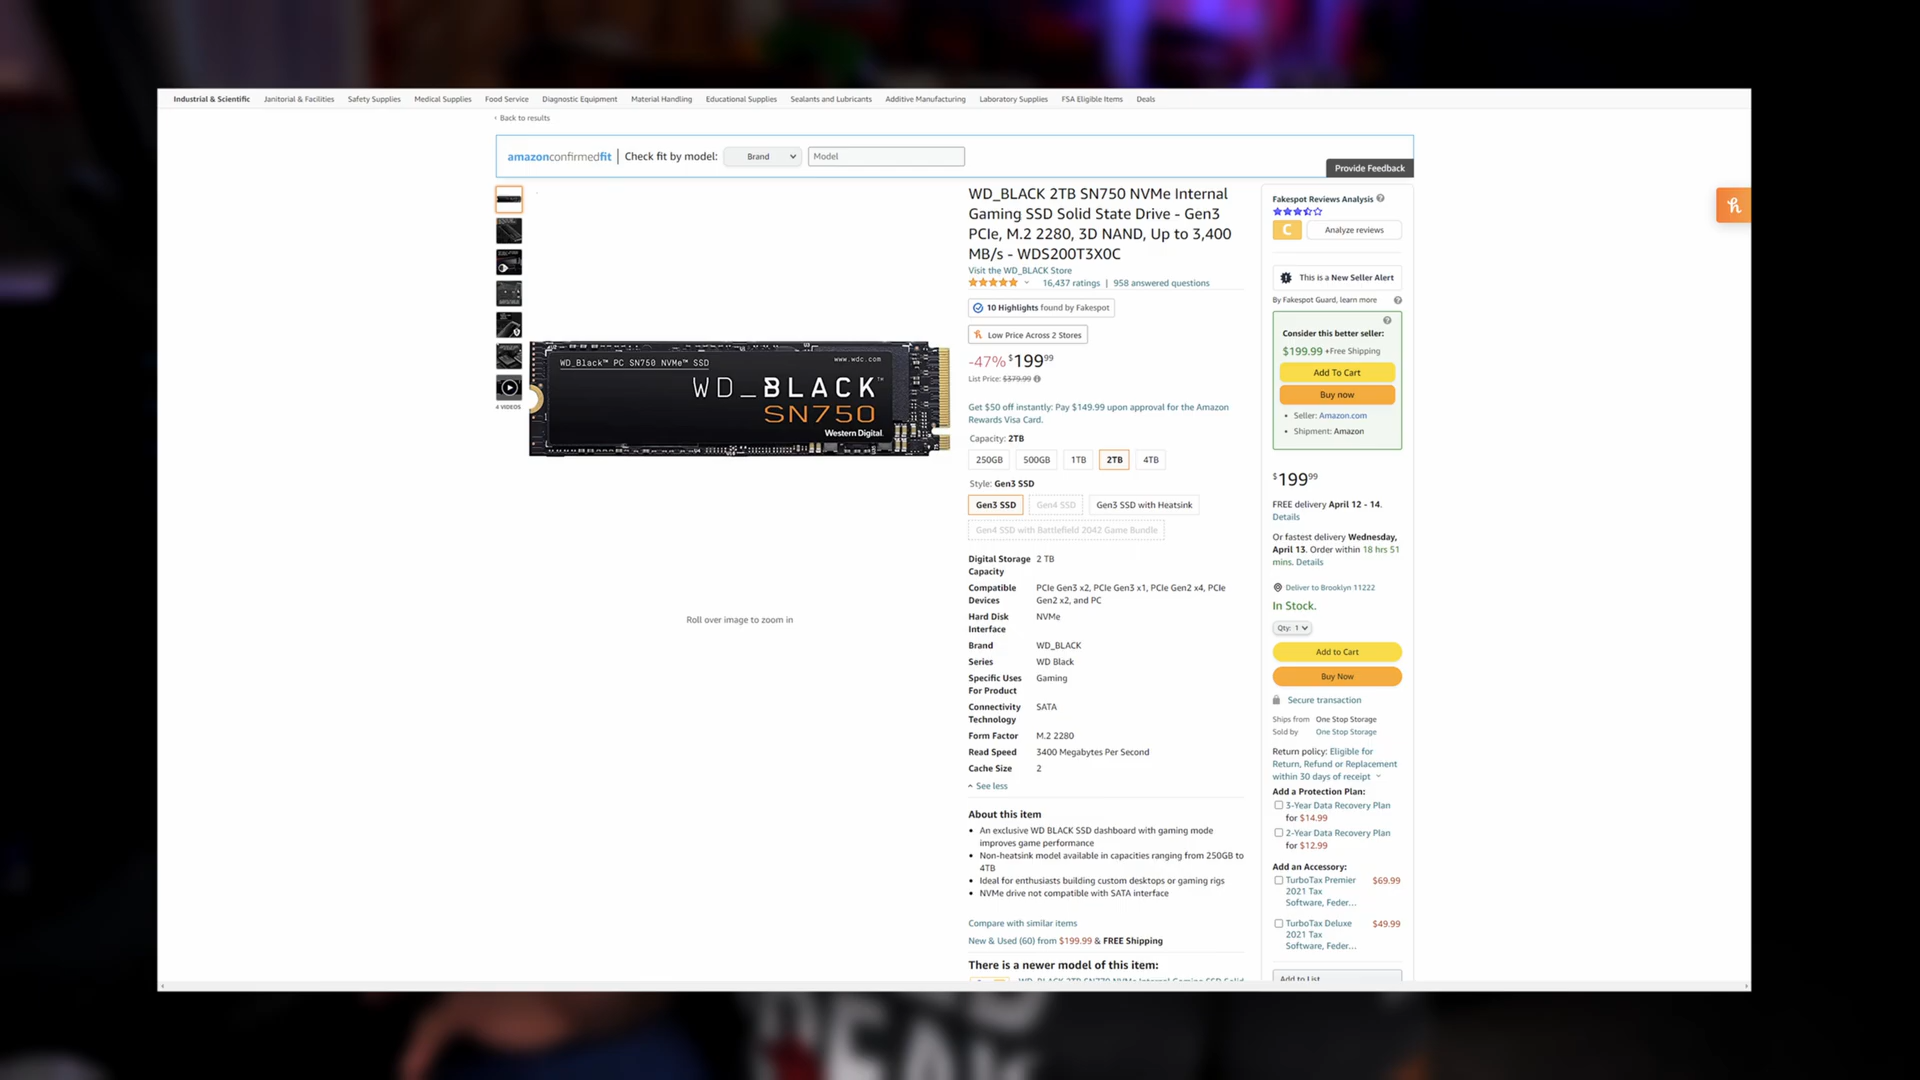 Industrial & Scientific Janitorial & Facilities Safety Supplies Medical Supplies Food Service Diagnostic Equipment Material Handling Educational Supplies Sealants and Lubricants Additive Manufacturing Laboratory Supplies FSA Eligible Items Deals
‹ Back to results
amazonconfirmedfit Check fit by model: Brand Model
Provide Feedback
4 VIDEOS
WD_Black™ PC SN750 NVMe™ SSD
www.wdc.com
WD_BLACK™
SN750
Western Digital.
Roll over image to zoom in
WD_BLACK 2TB SN750 NVMe Internal
Gaming SSD Solid State Drive - Gen3
PCIe, M.2 2280, 3D NAND, Up to 3,400
MB/s - WDS200T3X0C
Visit the WD_BLACK Store
16,437 ratings | 958 answered questions
10 Highlights found by Fakespot
Low Price Across 2 Stores
-47% $199 99
List Price: $379.99
Get $50 off instantly: Pay $149.99 upon approval for the Amazon
Rewards Visa Card.
Capacity: 2TB
250GB 500GB 1TB 2TB 4TB
Style: Gen3 SSD
Gen3 SSD Gen4 SSD Gen3 SSD with Heatsink
Gen4 SSD with Battlefield 2042 Game Bundle
Digital Storage 2 TB
Capacity
Compatible PCIe Gen3 x2, PCIe Gen3 x1, PCIe Gen2 x4, PCIe
Devices Gen2 x2, and PC
Hard Disk NVMe
Interface
Brand WD_BLACK
Series WD Black
Specific Uses Gaming
For Product
Connectivity SATA
Technology
Form Factor M.2 2280
Read Speed 3400 Megabytes Per Second
Cache Size 2
See less
About this item
• An exclusive WD BLACK SSD dashboard with gaming mode
improves game performance
• Non-heatsink model available in capacities ranging from 250GB to
4TB
• Ideal for enthusiasts building custom desktops or gaming rigs
• NVMe drive not compatible with SATA interface
Compare with similar items
New & Used (60) from $199.99 & FREE Shipping
There is a newer model of this item:
Fakespot Reviews Analysis
C Analyze reviews
This is a New Seller Alert
By Fakespot Guard, learn more
Consider this better seller:
$199.99 +Free Shipping
Add To Cart
Buy now
• Seller: Amazon.com
• Shipment: Amazon
$199 99
FREE delivery April 12 - 14.
Details
Or fastest delivery Wednesday,
April 13. Order within 18 hrs 51
mins. Details
Deliver to Brooklyn 11222
In Stock.
Qty: 1
Add to Cart
Buy Now
Secure transaction
Ships from One Stop Storage
Sold by One Stop Storage
Return policy: Eligible for
Return, Refund or Replacement
within 30 days of receipt
Add a Protection Plan:
3-Year Data Recovery Plan
for $14.99
2-Year Data Recovery Plan
for $12.99
Add an Accessory:
TurboTax Premier $69.99
2021 Tax
Software, Feder...
TurboTax Deluxe $49.99
2021 Tax
Software, Feder...
Add to List